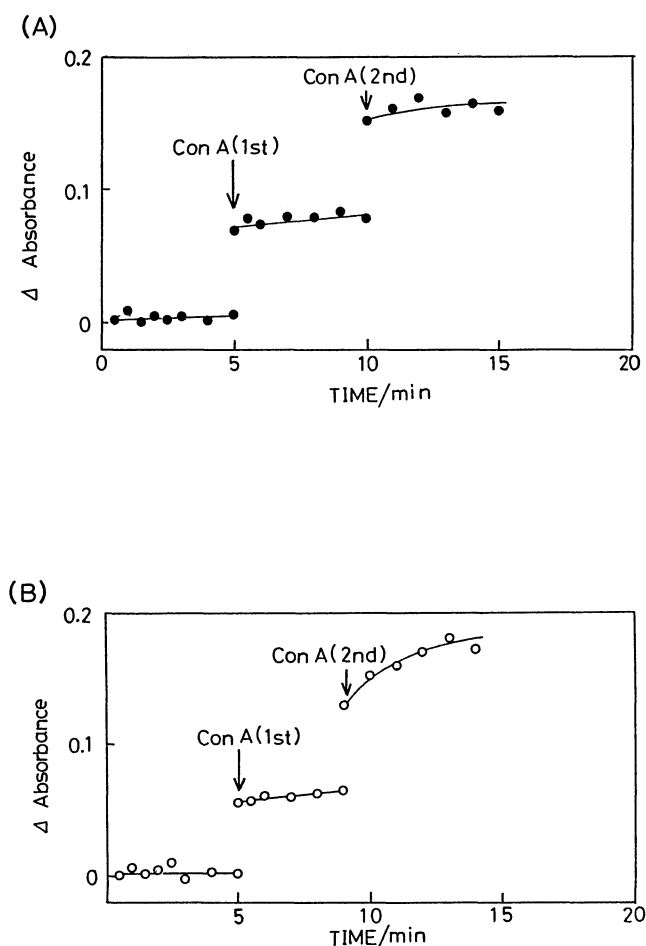 (A)
0.2
Con A(2nd)
Con A(1st)
0.1
Δ Absorbance
0
0 5 10 15 20
TIME/min
(B)
0.2
Con A(2nd)
Con A(1st)
0.1
Δ Absorbance
0
5 10 15 20
TIME/min